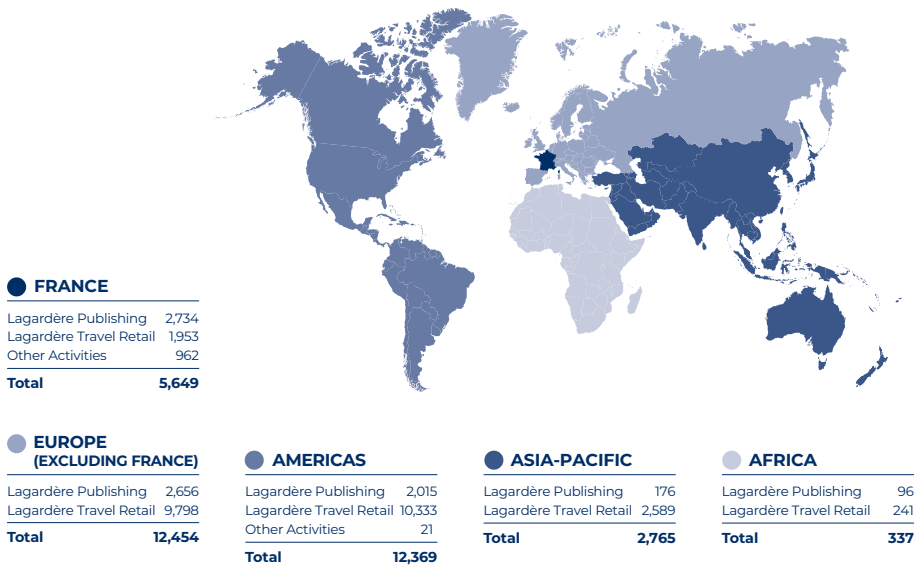 FRANCE
Lagardère Publishing 2,734
Lagardère Travel Retail 1,953
Other Activities 962
Total 5,649
EUROPE
(EXCLUDING FRANCE)
Lagardère Publishing 2,656
Lagardère Travel Retail 9,798
Total 12,454
AMERICAS
Lagardère Publishing 2,015
Lagardère Travel Retail 10,333
Other Activities 21
Total 12,369
ASIA-PACIFIC
Lagardère Publishing 176
Lagardère Travel Retail 2,589
Total 2,765
AFRICA
Lagardère Publishing 96
Lagardère Travel Retail 241
Total 337